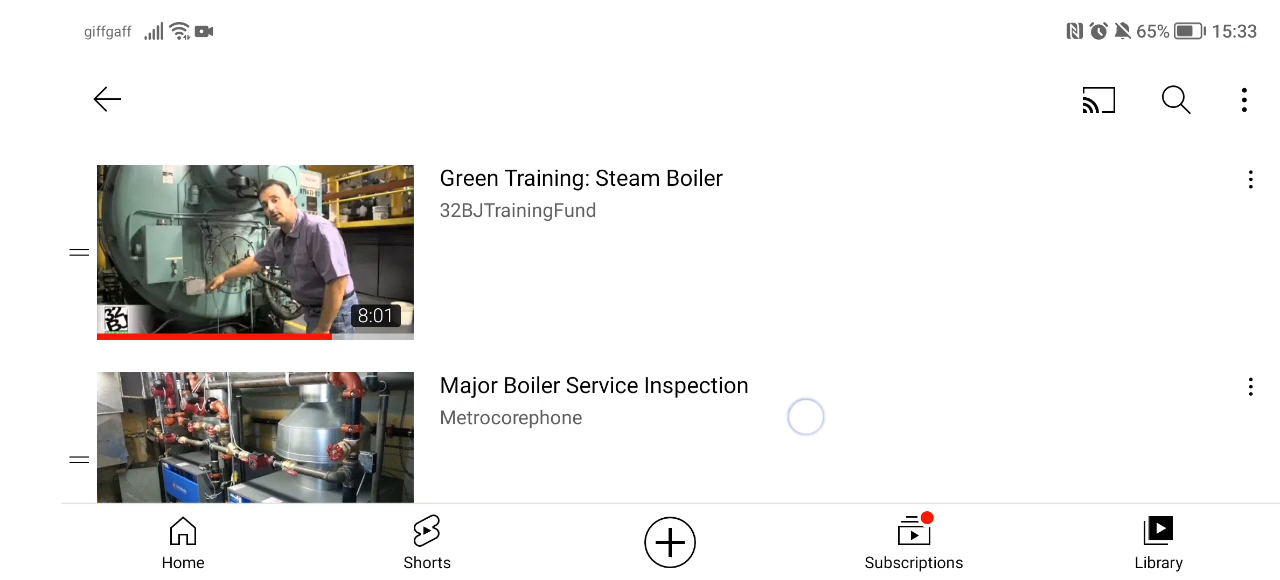 giffgaff 65% 15:33
Green Training: Steam Boiler
32BJTrainingFund
32BJ
8:01
Major Boiler Service Inspection
Metrocorephone
Home Shorts Subscriptions Library